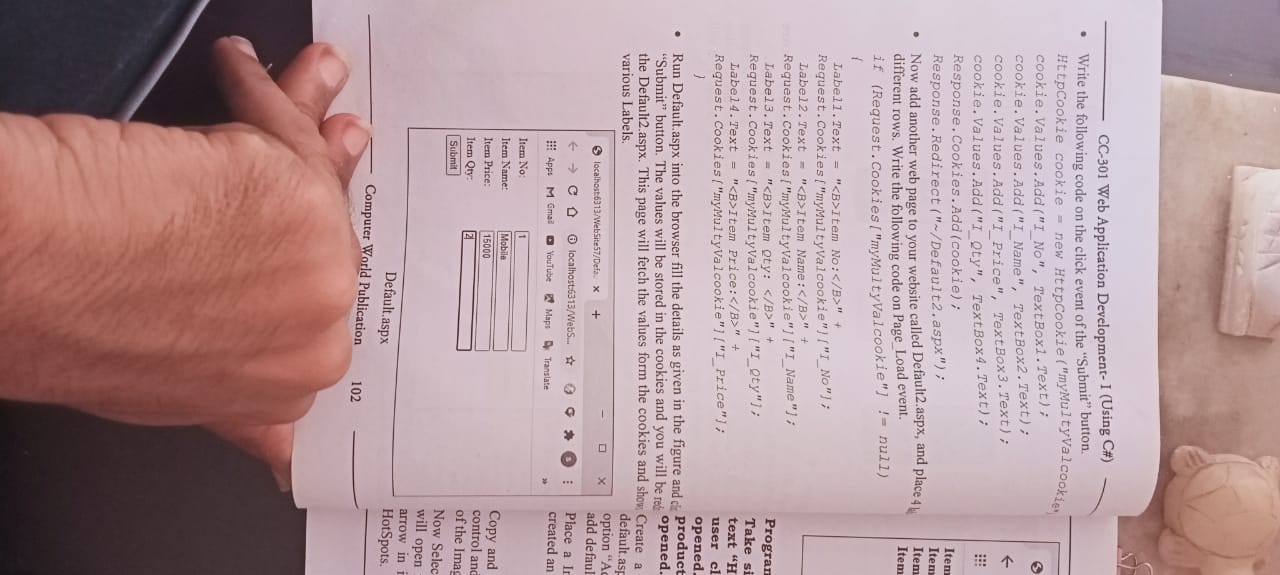 CC-301 Web Application Development- I (Using C#)
• Write the following code on the click event of the “Submit” button.
HttpCookie cookie = new HttpCookie("myMultyValcookie"
cookie.Values.Add("I_No", TextBox1.Text);
cookie.Values.Add("I_Name", TextBox2.Text);
cookie.Values.Add("I_Price", TextBox3.Text);
cookie.Values.Add("I_Qty", TextBox4.Text);
Response.Cookies.Add(cookie);
Response.Redirect("~/Default2.aspx");
• Now add another web page to your website called Default2.aspx, and place 4
different rows. Write the following code on Page_Load event.
if (Request.Cookies["myMultyValcookie"] != null)
{
Label1.Text = "<B>Item No:</B>" +
Request.Cookies["myMultyValcookie"]["I_No"];
Label2.Text = "<B>Item Name:</B>" +
Request.Cookies["myMultyValcookie"]["I_Name"];
Label3.Text = "<B>Item Qty: </B>" +
Request.Cookies["myMultyValcookie"]["I_Qty"];
Label4.Text = "<B>Item Price:</B>" +
Request.Cookies["myMultyValcookie"]["I_Price"];
}
• Run Default.aspx into the browser fill the details as given in the figure and
“Submit” button. The values will be stored in the cookies and you will be
the Default2.aspx. This page will fetch the values form the cookies and show
various Labels.
localhost:6313/WebSite57/Defa × +
localhost:6313/WebS...
Apps Gmail YouTube Maps Translate »
Item No: 1
Item Name: Mobile
Item Price: 15000
Item Qty: 2
Submit
Default.aspx
Computer World Publication 102
Item
Item
Item
Item
Program
Take si
text “H
user cl
opened.
product
opened.
Create a
default.asp
option “Ad
add defaul
Place a Im
created an
Copy and
control and
of the Imag
Now Selec
will open
arrow in i
HotSpots.